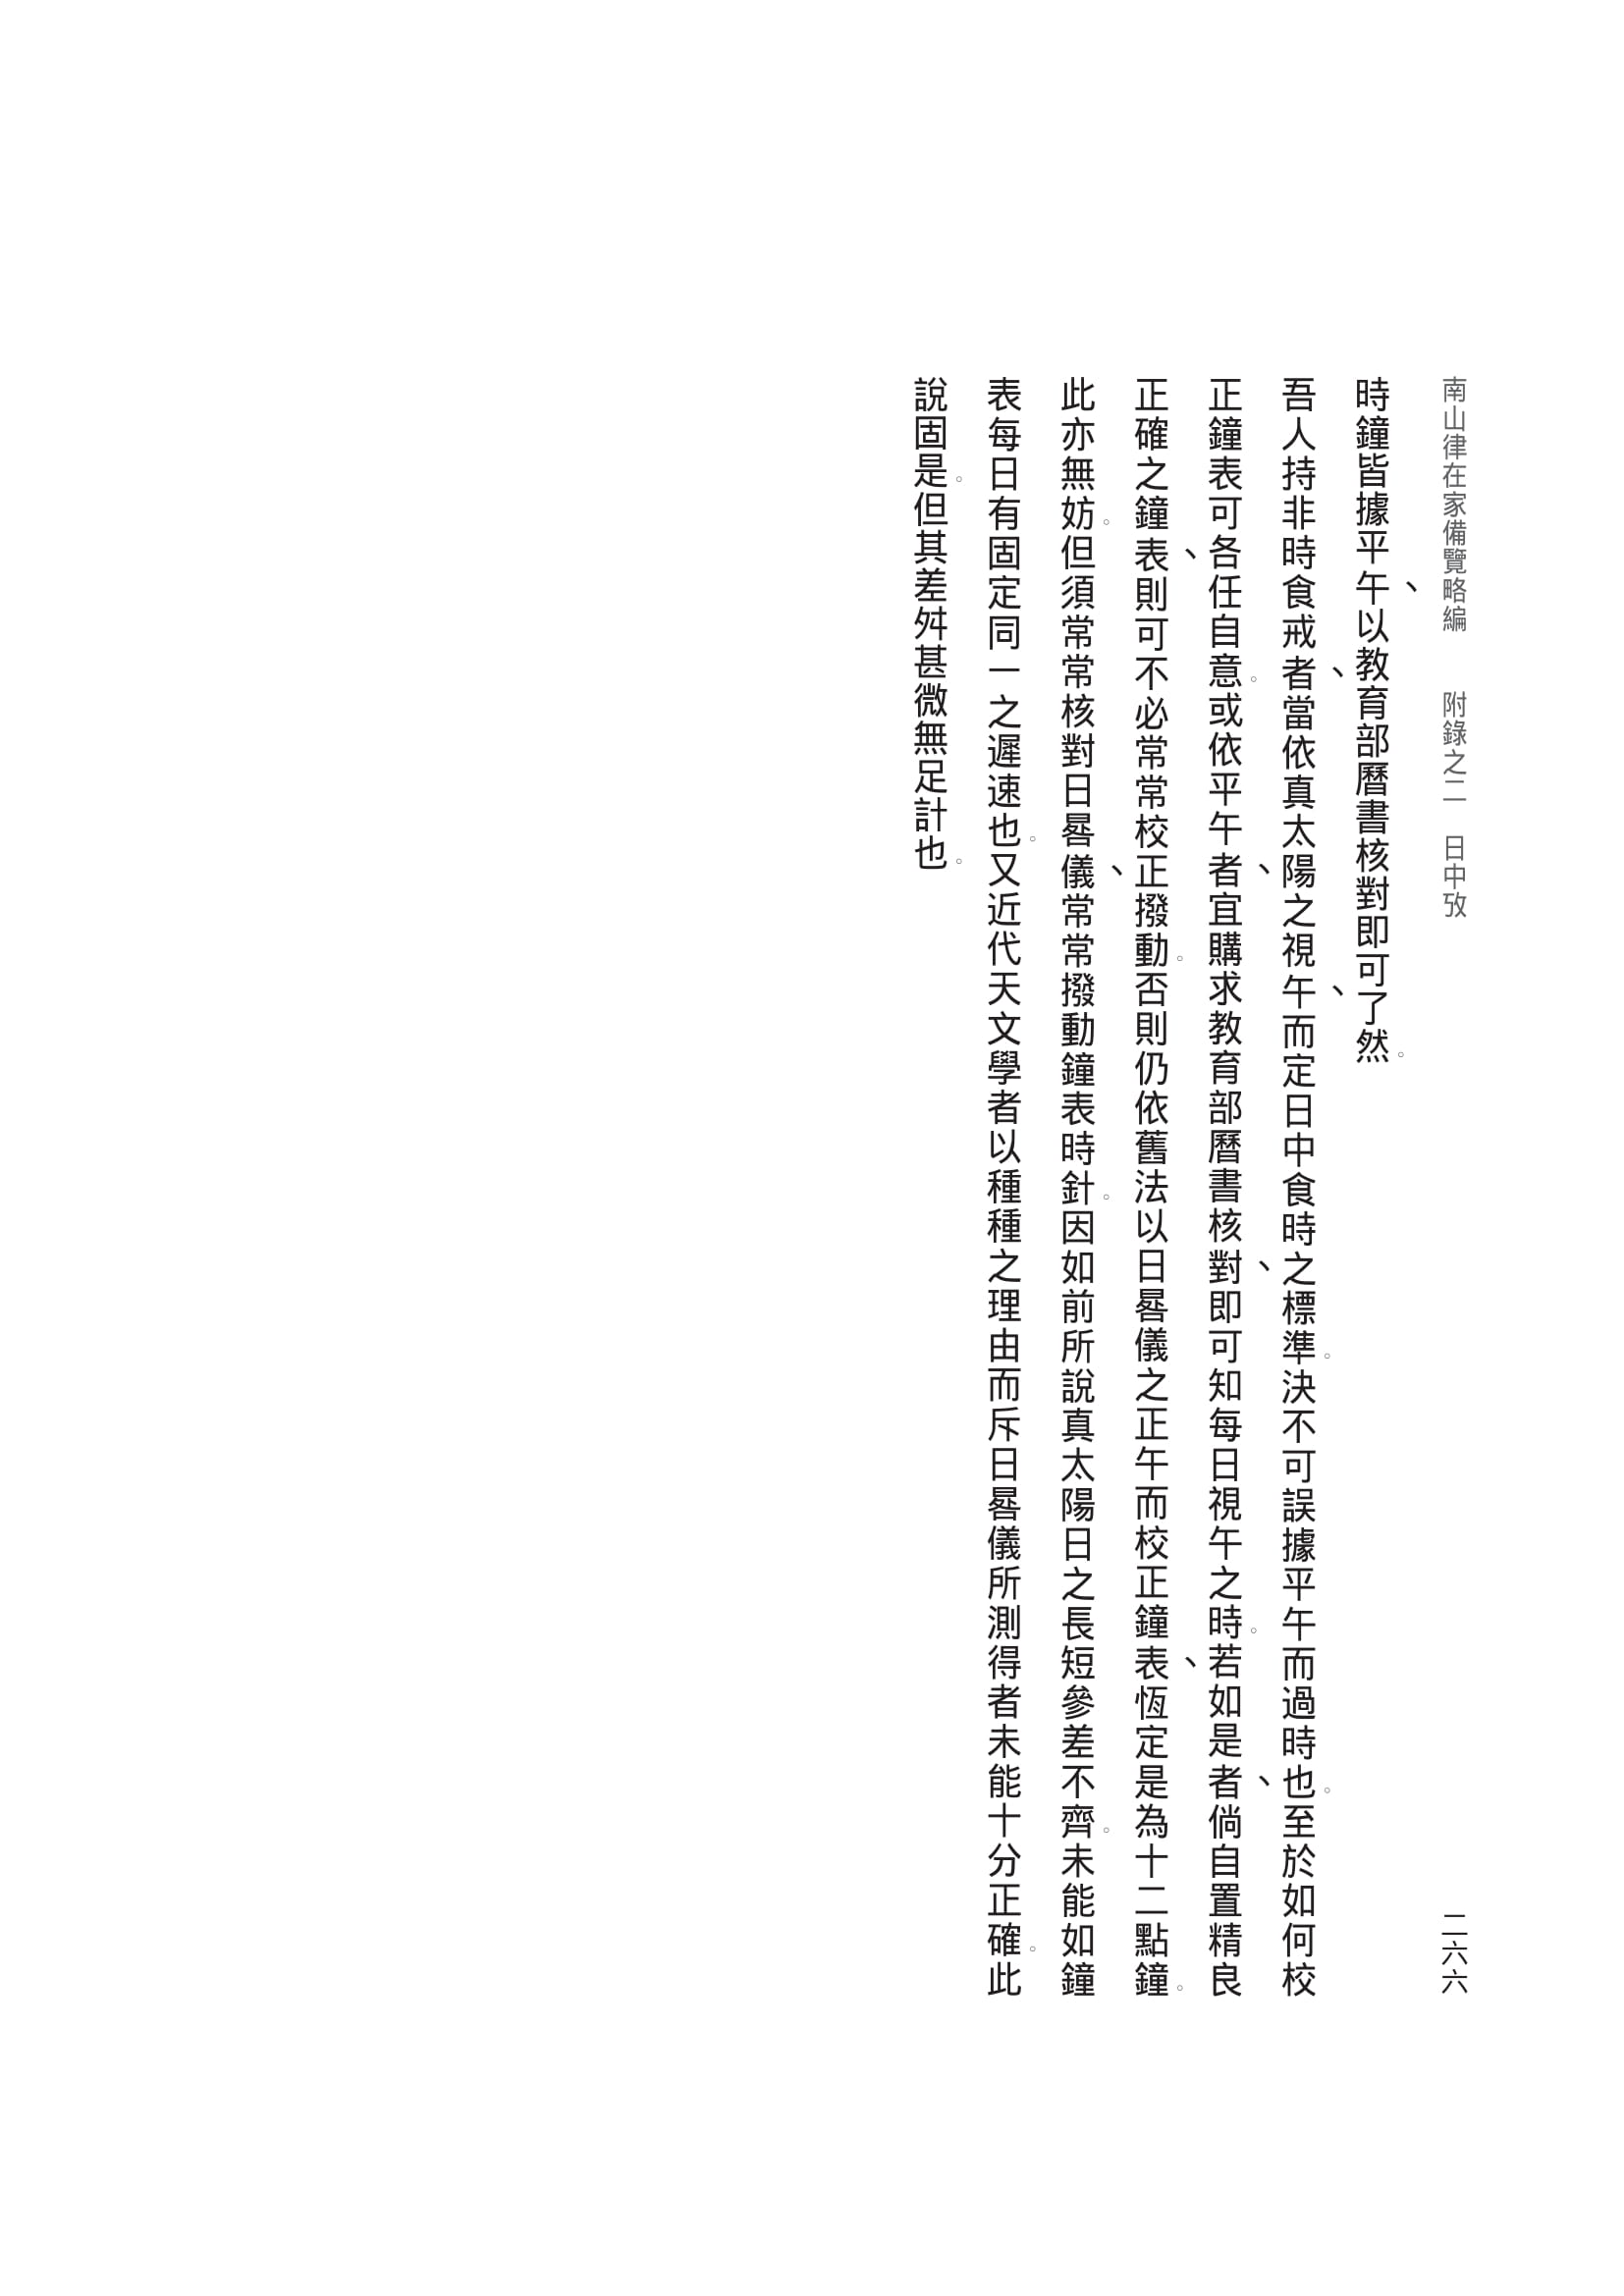 南山律在家備覽略編　附錄之二　日中攷
二六六
時鐘皆據平午、以教育部曆書核對即可了然。
吾人持非時食戒者、當依真太陽之視午、而定日中食時之標準。決不可誤據平午而過時也。至於如何校
正鐘表可各任自意。或依平午者、宜購求教育部曆書核對、即可知每日視午之時。若如是者、倘自置精良
正確之鐘表、則可不必常常校正撥動。否則仍依舊法以日晷儀之正午而校正鐘表、恆定是為十二點鐘。
此亦無妨。但須常常核對日晷儀、常常撥動鐘表時針。因如前所說真太陽日之長短參差不齊。未能如鐘
表每日有固定同一之遲速也。又近代天文學者以種種之理由而斥日晷儀所測得者未能十分正確。此
說固是。但其差舛甚微無足計也。